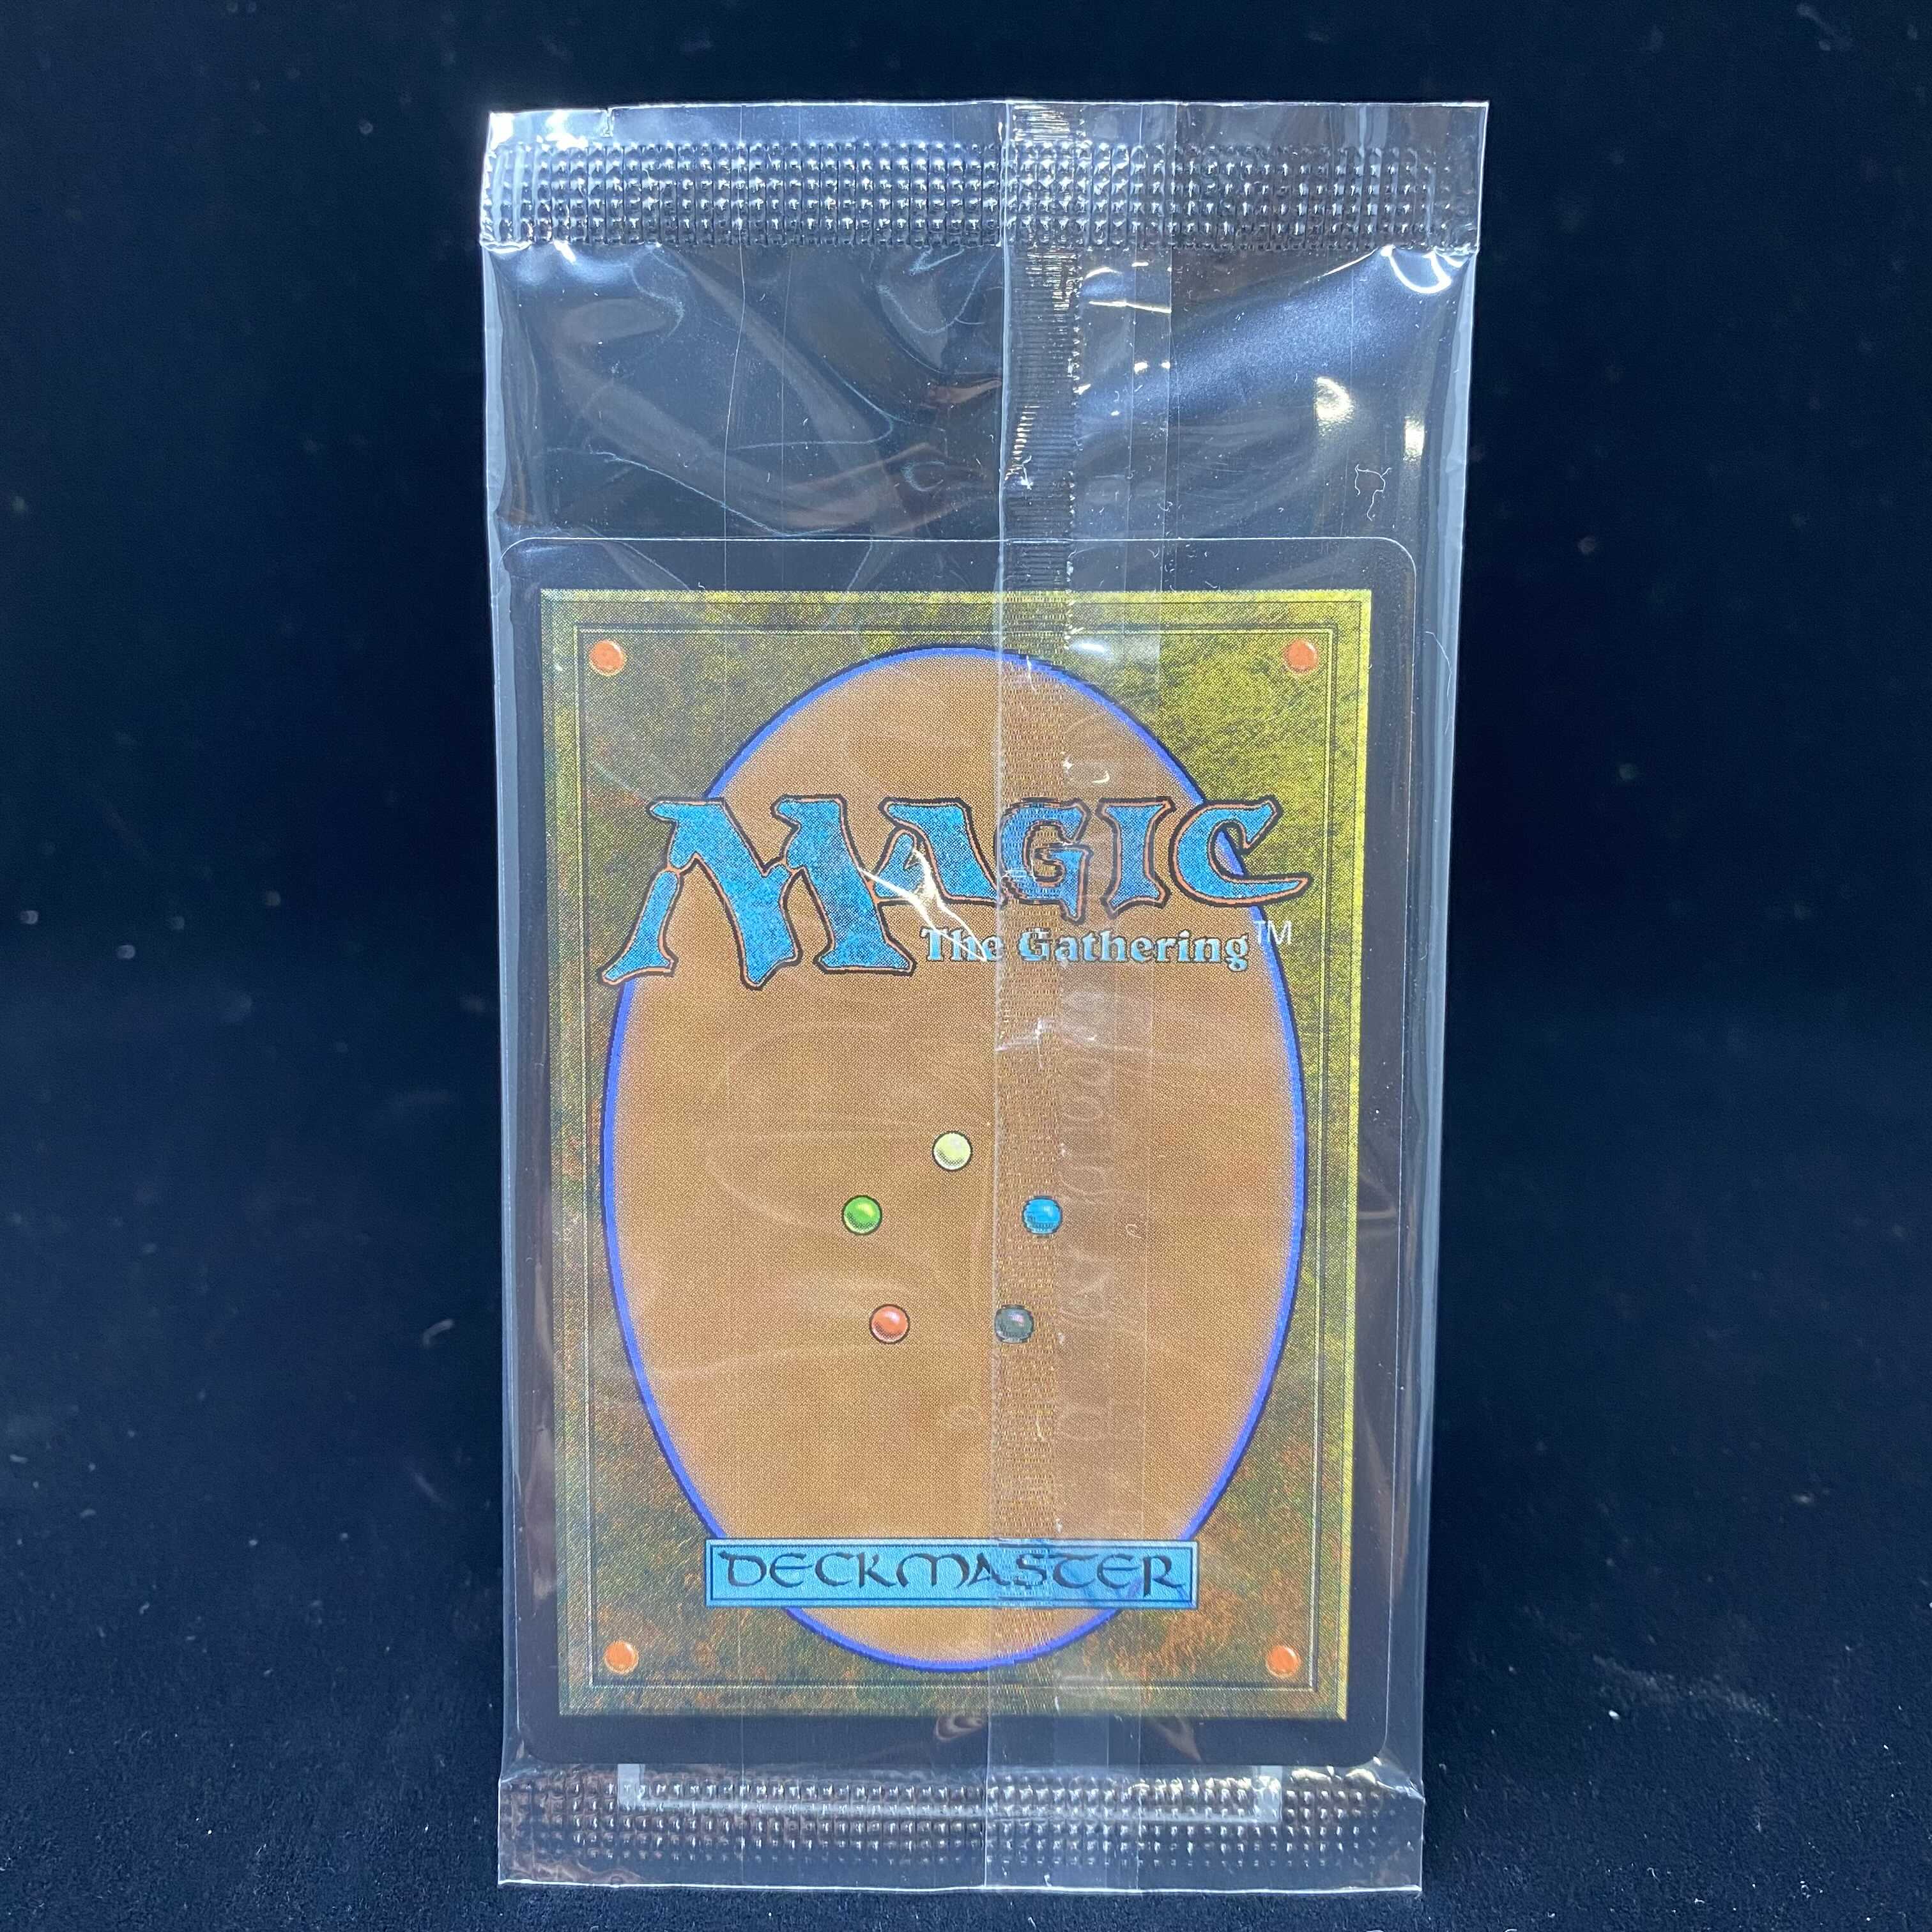 MAGIC
The Gathering™
DECKMASTER